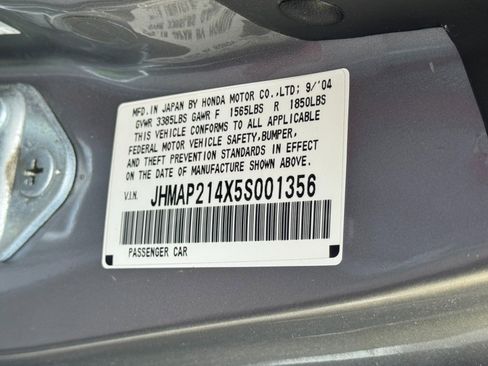 MFD.IN JAPAN BY HONDA MOTOR CO.,LTD; 9/'04
GVWR 3385LBS GAWR F 1565LBS R 1850LBS
THIS VEHICLE CONFORMS TO ALL APPLICABLE
FEDERAL MOTOR VEHICLE SAFETY,BUMPER,
AND THEFT PREVENTION STANDARDS IN EFFECT
ON THE DATE OF MANUFACTURE SHOWN ABOVE.
V.I.N. JHMAP214X5S001356
PASSENGER CAR